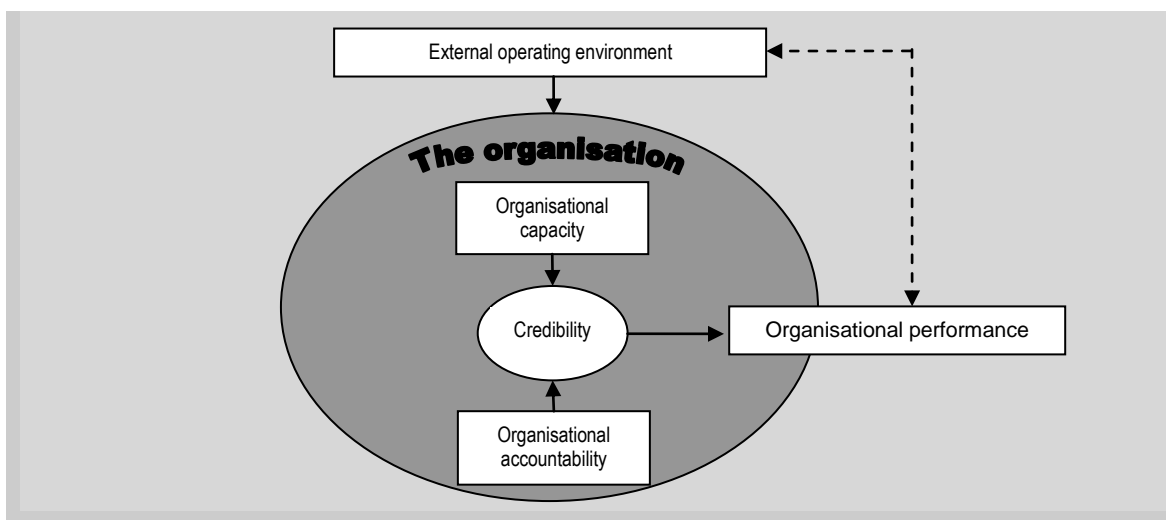 External operating environment
The organisation
Organisational
capacity
Credibility
Organisational performance
Organisational
accountability